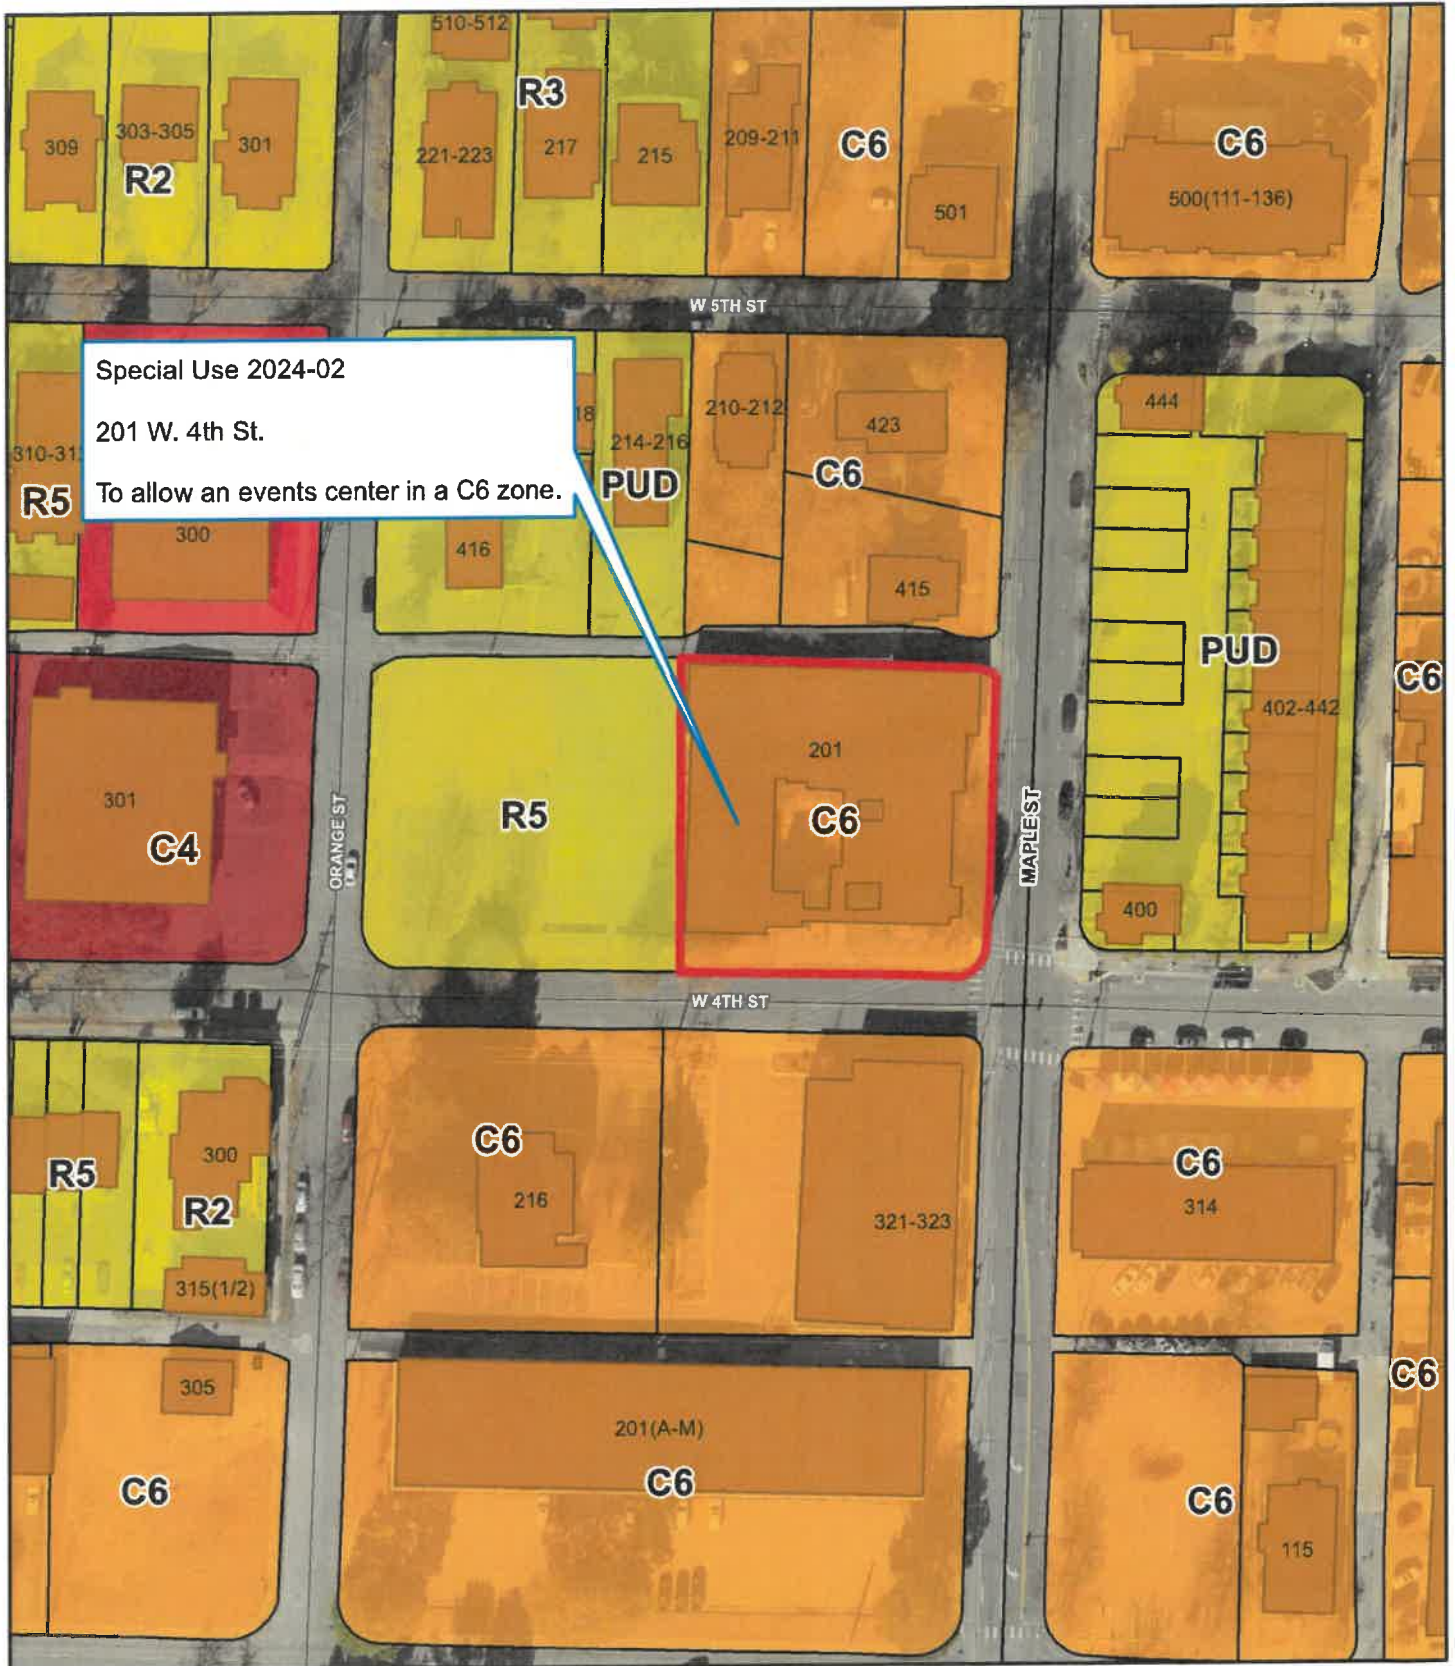 510-512
R3
C6
C6
309
303-305
301
R2
221-223
217
215
209-211
501
500(111-136)
W 5TH ST
Special Use 2024-02
201 W. 4th St.
To allow an events center in a C6 zone.
R5
300
416
214-216
PUD
210-212
423
C6
415
444
PUD
402-442
C6
400
301
C4
ORANGE ST
R5
201
C6
MAPLE ST
W 4TH ST
R5
300
R2
315(1/2)
C6
216
321-323
C6
314
C6
305
C6
201(A-M)
C6
C6
115